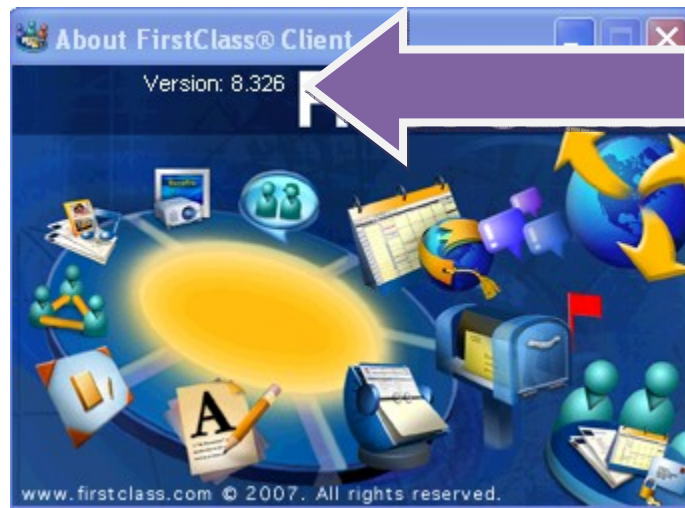 About FirstClass® Client
Version: 8.326
A
www.firstclass.com © 2007. All rights reserved.